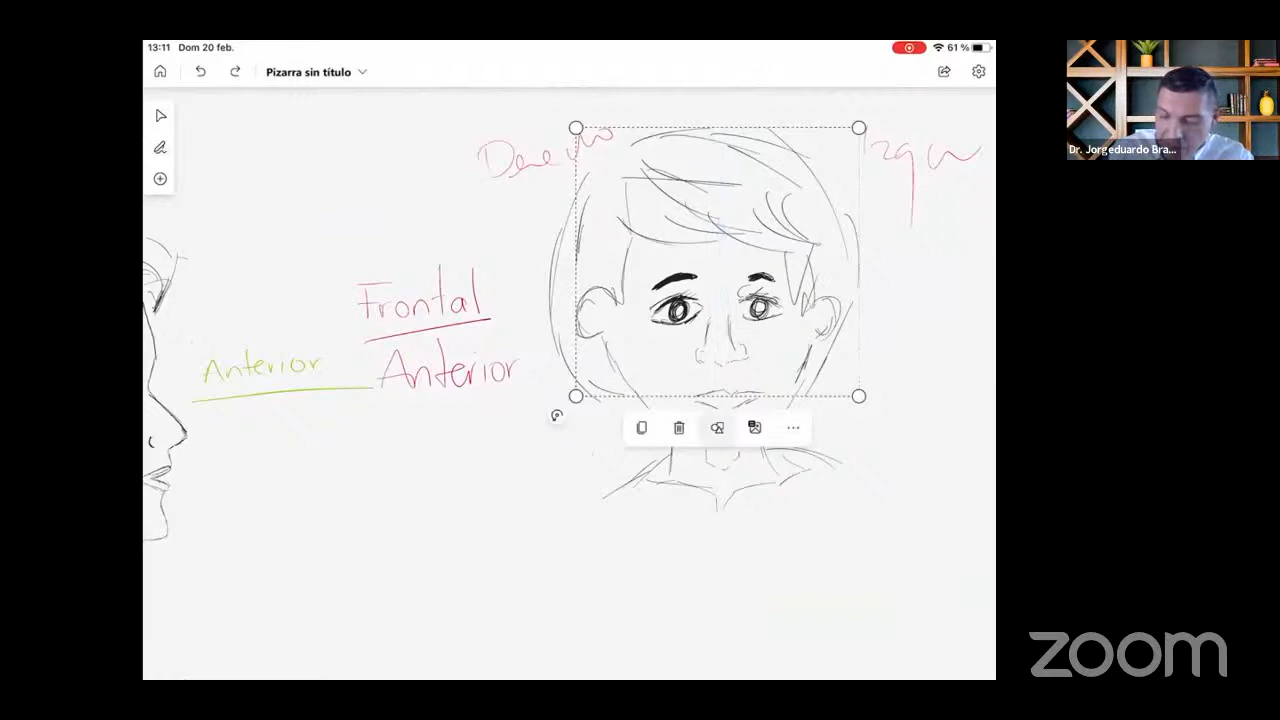 13:11 Dom 20 feb.
61 %
Pizarra sin título
Dr. Jorgeduardo Bra...
Frontal
Anterior
Anterior
zoom